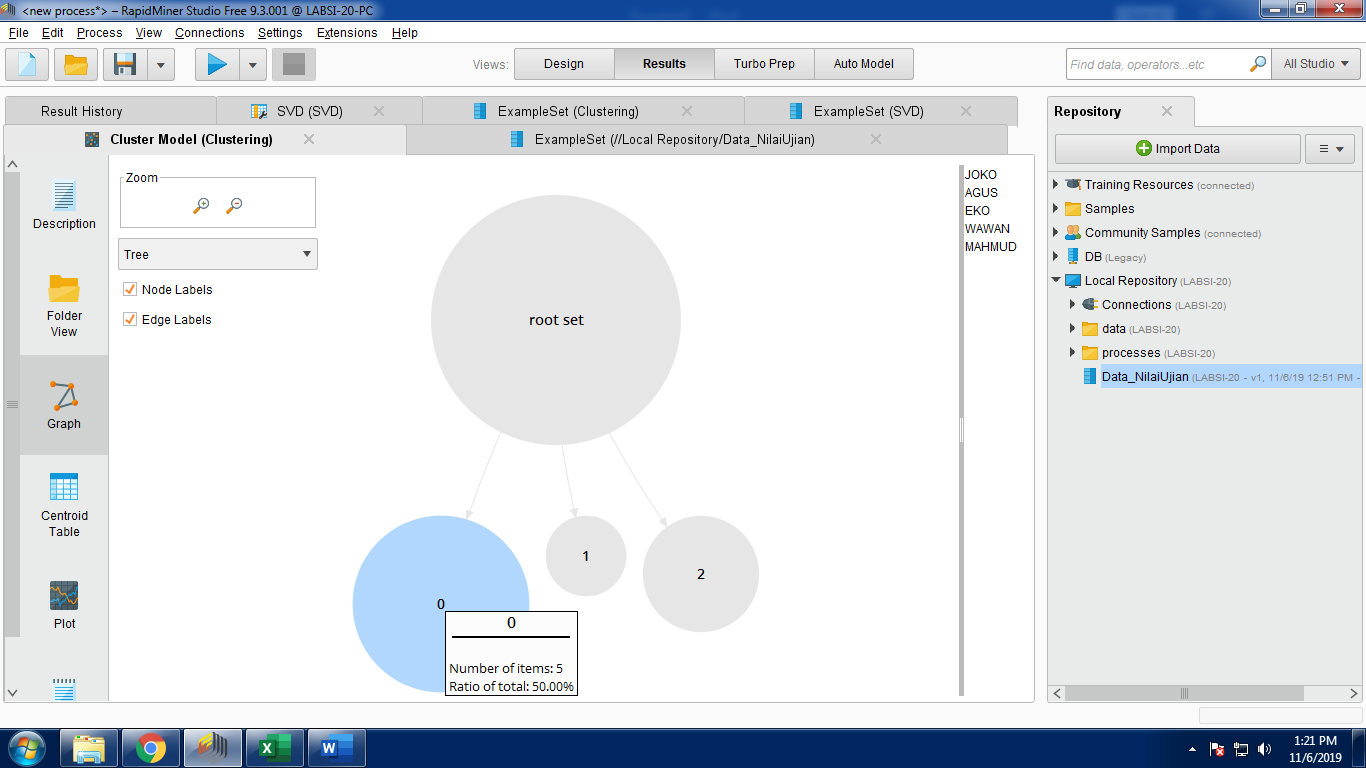 <new process*> – RapidMiner Studio Free 9.3.001 @ LABSI-20-PC
File Edit Process View Connections Settings Extensions Help
Views: Design Results Turbo Prep Auto Model
Find data, operators...etc
All Studio
Result History
SVD (SVD)
ExampleSet (Clustering)
ExampleSet (SVD)
Cluster Model (Clustering)
ExampleSet (//Local Repository/Data_NilaiUjian)
Description
Folder
View
Graph
Centroid
Table
Plot
Zoom
Tree
Node Labels
Edge Labels
root set
0
1
2
0
Number of items: 5
Ratio of total: 50.00%
JOKO
AGUS
EKO
WAWAN
MAHMUD
Repository
Import Data
Training Resources (connected)
Samples
Community Samples (connected)
DB (Legacy)
Local Repository (LABSI-20)
Connections (LABSI-20)
data (LABSI-20)
processes (LABSI-20)
Data_NilaiUjian (LABSI-20 - v1, 11/6/19 12:51 PM -
1:21 PM
11/6/2019